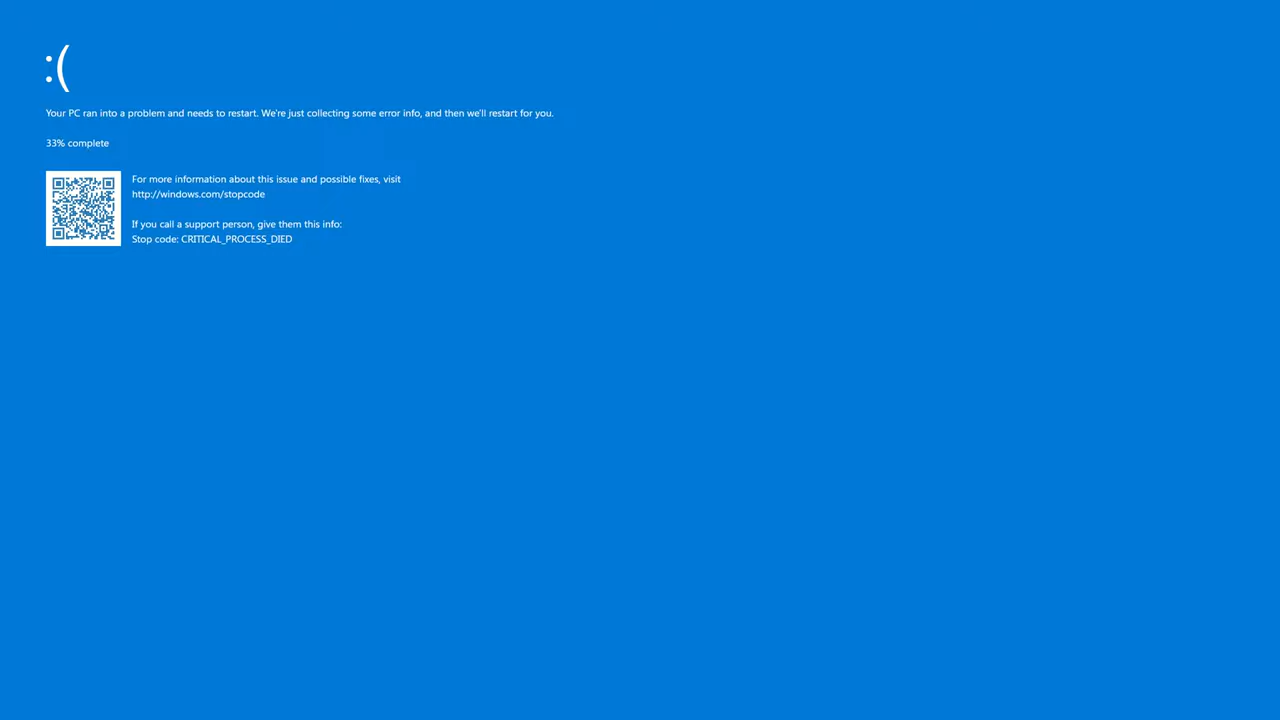 :(
Your PC ran into a problem and needs to restart. We're just collecting some error info, and then we'll restart for you.
33% complete
For more information about this issue and possible fixes, visit
http://windows.com/stopcode
If you call a support person, give them this info:
Stop code: CRITICAL_PROCESS_DIED